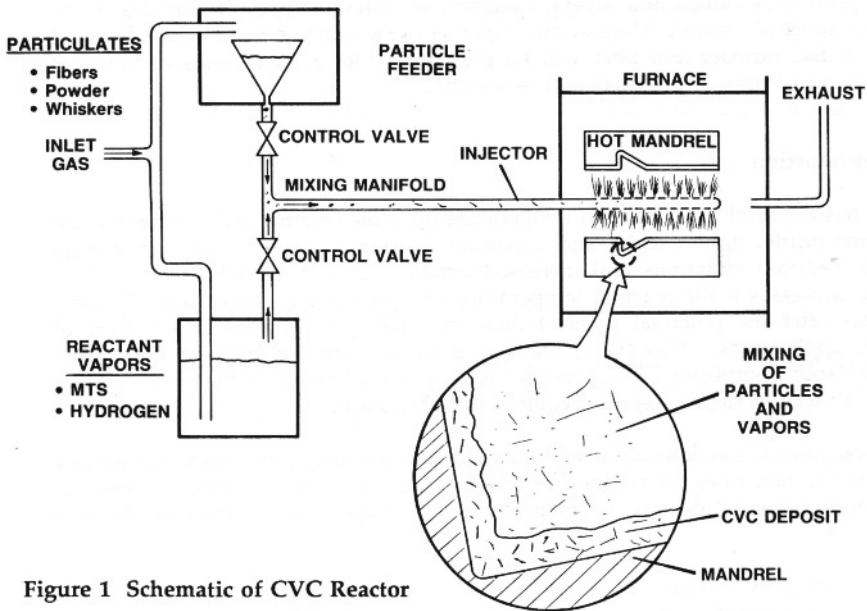 PARTICULATES
• Fibers
• Powder
• Whiskers
INLET
GAS
PARTICLE
FEEDER
CONTROL VALVE
MIXING MANIFOLD
INJECTOR
CONTROL VALVE
REACTANT
VAPORS
• MTS
• HYDROGEN
FURNACE
HOT MANDREL
EXHAUST
MIXING
OF
PARTICLES
AND
VAPORS
CVC DEPOSIT
MANDREL
Figure 1 Schematic of CVC Reactor